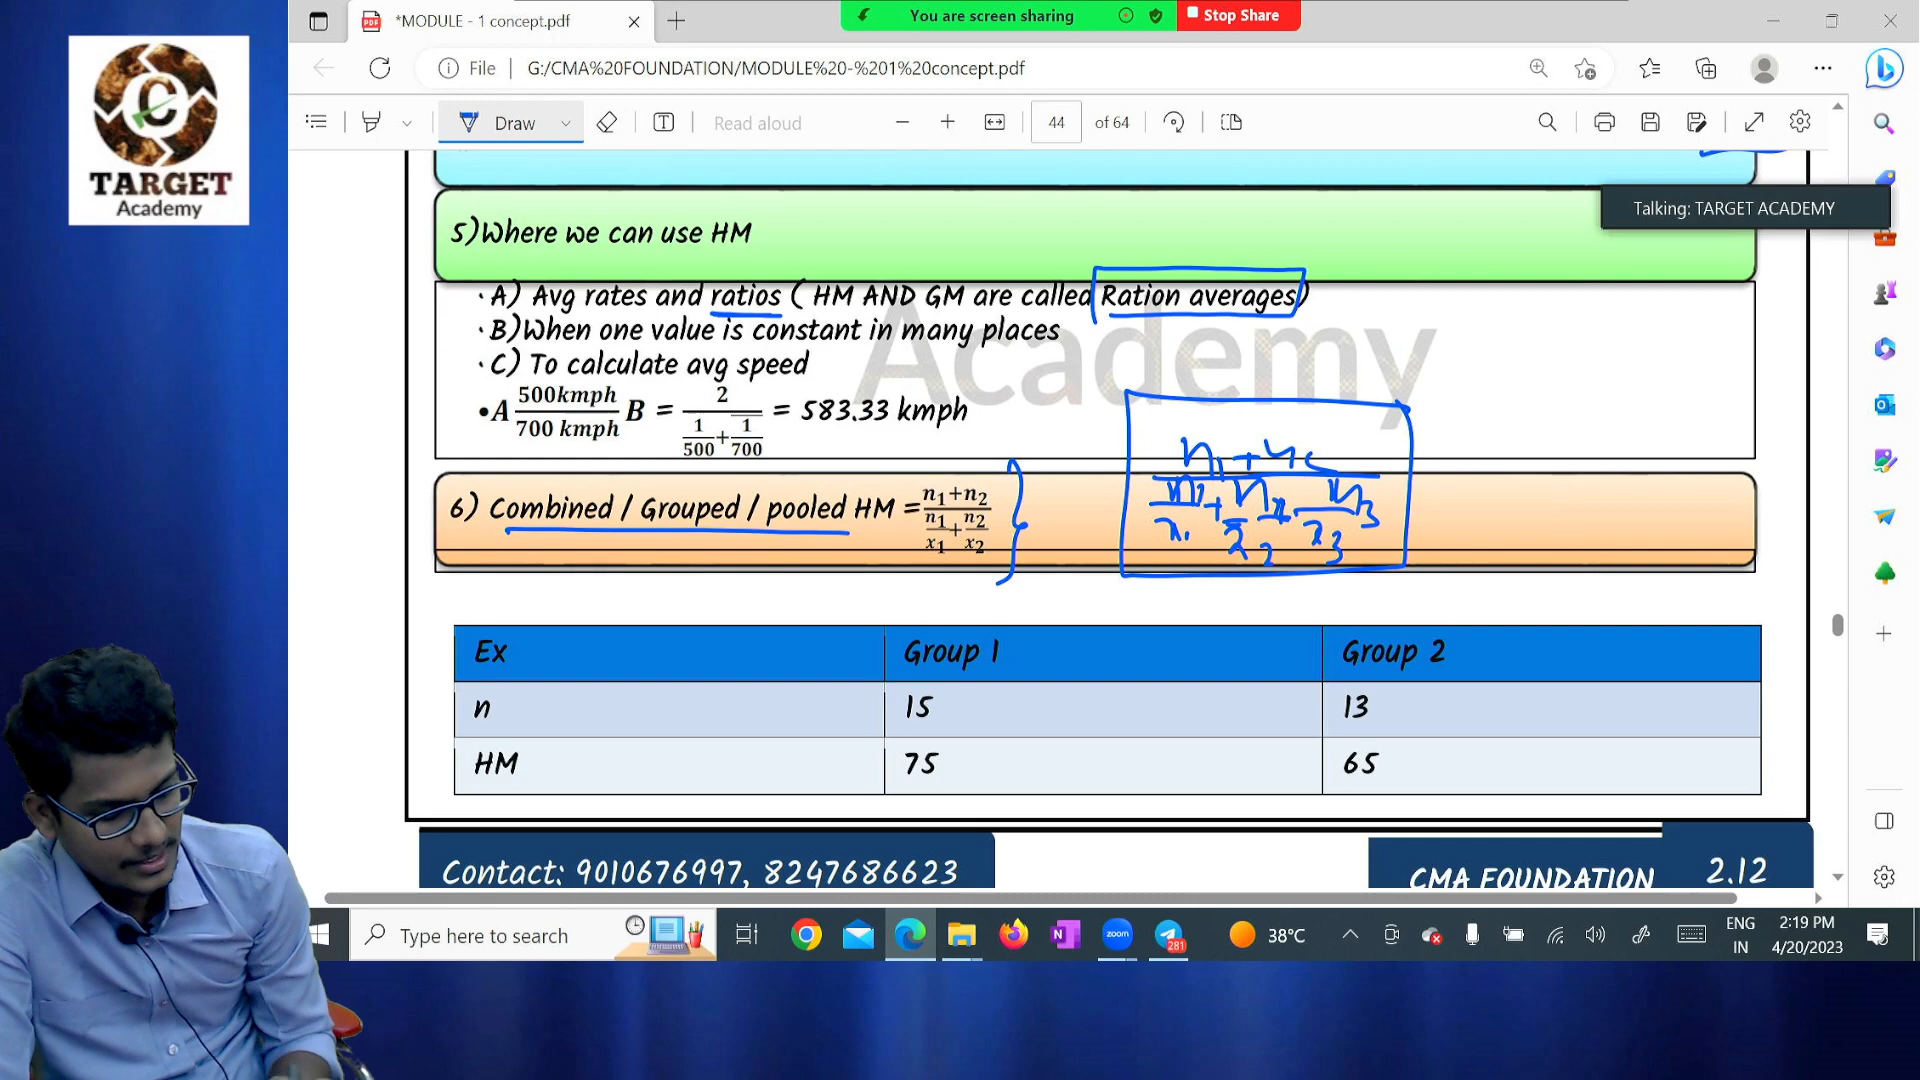 *MODULE - 1 concept.pdf
You are screen sharing
Stop Share
File
G:/CMA%20FOUNDATION/MODULE%20-%201%20concept.pdf
Draw
Read aloud
44 of 64
TARGET
Academy
Talking: TARGET ACADEMY
5)Where we can use HM
• A) Avg rates and ratios ( HM AND GM are called Ration averages)
• B)When one value is constant in many places
• C) To calculate avg speed
•A 500kmph/700 kmph B = 2/(1/500+1/700) = 583.33 kmph
Academy
6) Combined / Grouped / pooled HM = (n₁+n₂)/(n₁/x₁+n₂/x₂)
Ex Group 1 Group 2
n 15 13
HM 75 65
Contact: 9010676997, 8247686623
CMA FOUNDATION 2.12
Type here to search
zoom
281
38°C
ENG
IN
2:19 PM
4/20/2023